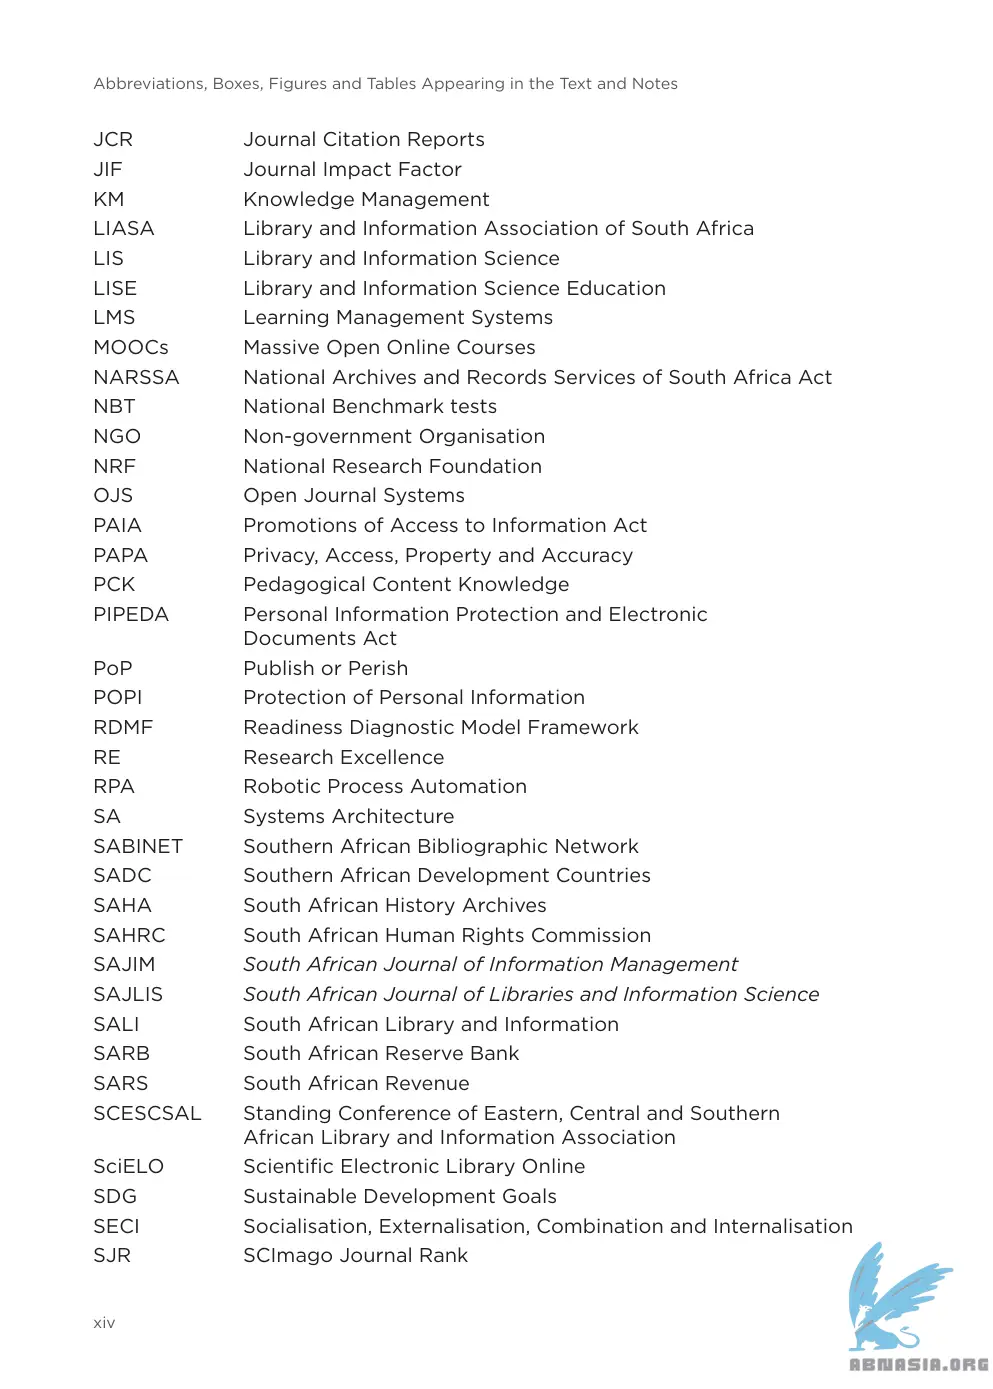 Abbreviations, Boxes, Figures and Tables Appearing in the Text and Notes
JCR Journal Citation Reports
JIF Journal Impact Factor
KM Knowledge Management
LIASA Library and Information Association of South Africa
LIS Library and Information Science
LISE Library and Information Science Education
LMS Learning Management Systems
MOOCs Massive Open Online Courses
NARSSA National Archives and Records Services of South Africa Act
NBT National Benchmark tests
NGO Non-government Organisation
NRF National Research Foundation
OJS Open Journal Systems
PAIA Promotions of Access to Information Act
PAPA Privacy, Access, Property and Accuracy
PCK Pedagogical Content Knowledge
PIPEDA Personal Information Protection and Electronic
Documents Act
PoP Publish or Perish
POPI Protection of Personal Information
RDMF Readiness Diagnostic Model Framework
RE Research Excellence
RPA Robotic Process Automation
SA Systems Architecture
SABINET Southern African Bibliographic Network
SADC Southern African Development Countries
SAHA South African History Archives
SAHRC South African Human Rights Commission
SAJIM South African Journal of Information Management
SAJLIS South African Journal of Libraries and Information Science
SALI South African Library and Information
SARB South African Reserve Bank
SARS South African Revenue
SCESCSAL Standing Conference of Eastern, Central and Southern
African Library and Information Association
SciELO Scientific Electronic Library Online
SDG Sustainable Development Goals
SECI Socialisation, Externalisation, Combination and Internalisation
SJR SCImago Journal Rank
xiv
ABNASIA.ORG